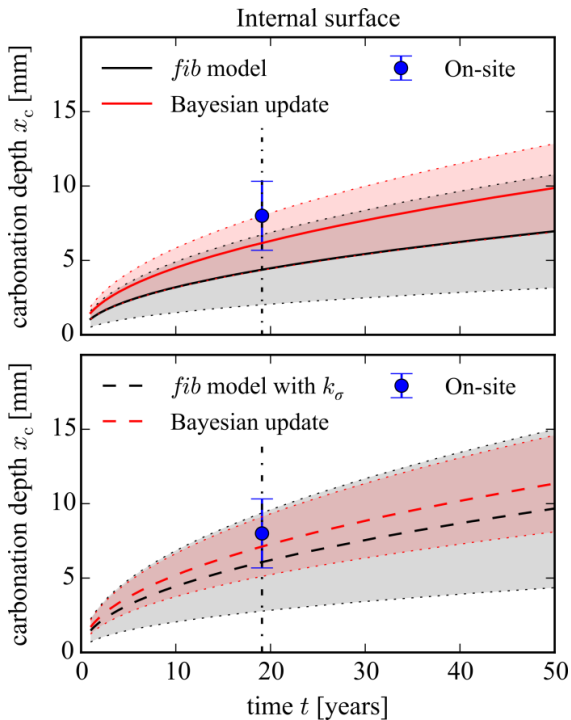 Internal surface
carbonation depth x_c [mm]
15
10
5
0
fib model
Bayesian update
On-site
carbonation depth x_c [mm]
15
10
5
0
fib model with k_σ
Bayesian update
On-site
0 10 20 30 40 50
time t [years]